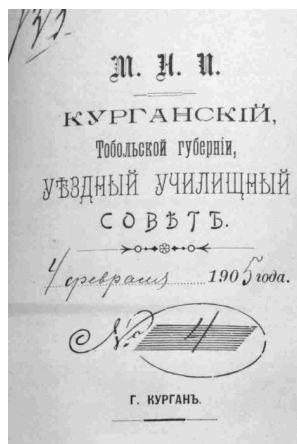 М. Н. П.
КУРГАНСКІЙ,
Тобольской губерніи,
УѢЗДНЫЙ УЧИЛИЩНЫЙ
СОВѢТЪ.
4 февраля 1905 года.
№ 4
Г. КУРГАНЪ.